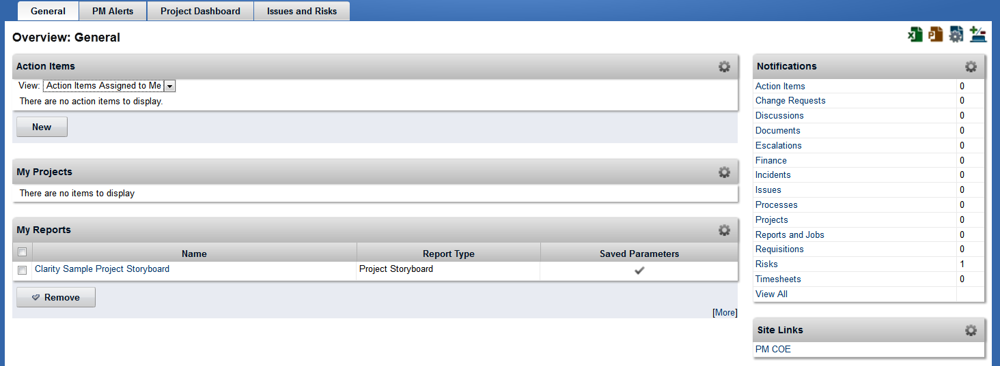 General PM Alerts Project Dashboard Issues and Risks
Overview: General
Action Items
View: Action Items Assigned to Me
There are no action items to display.
New
My Projects
There are no items to display
My Reports
Name Report Type Saved Parameters
Clarity Sample Project Storyboard Project Storyboard
Remove
[More]
Notifications
Action Items 0
Change Requests 0
Discussions 0
Documents 0
Escalations 0
Finance 0
Incidents 0
Issues 0
Processes 0
Projects 0
Reports and Jobs 0
Requisitions 0
Risks 1
Timesheets 0
View All
Site Links
PM COE